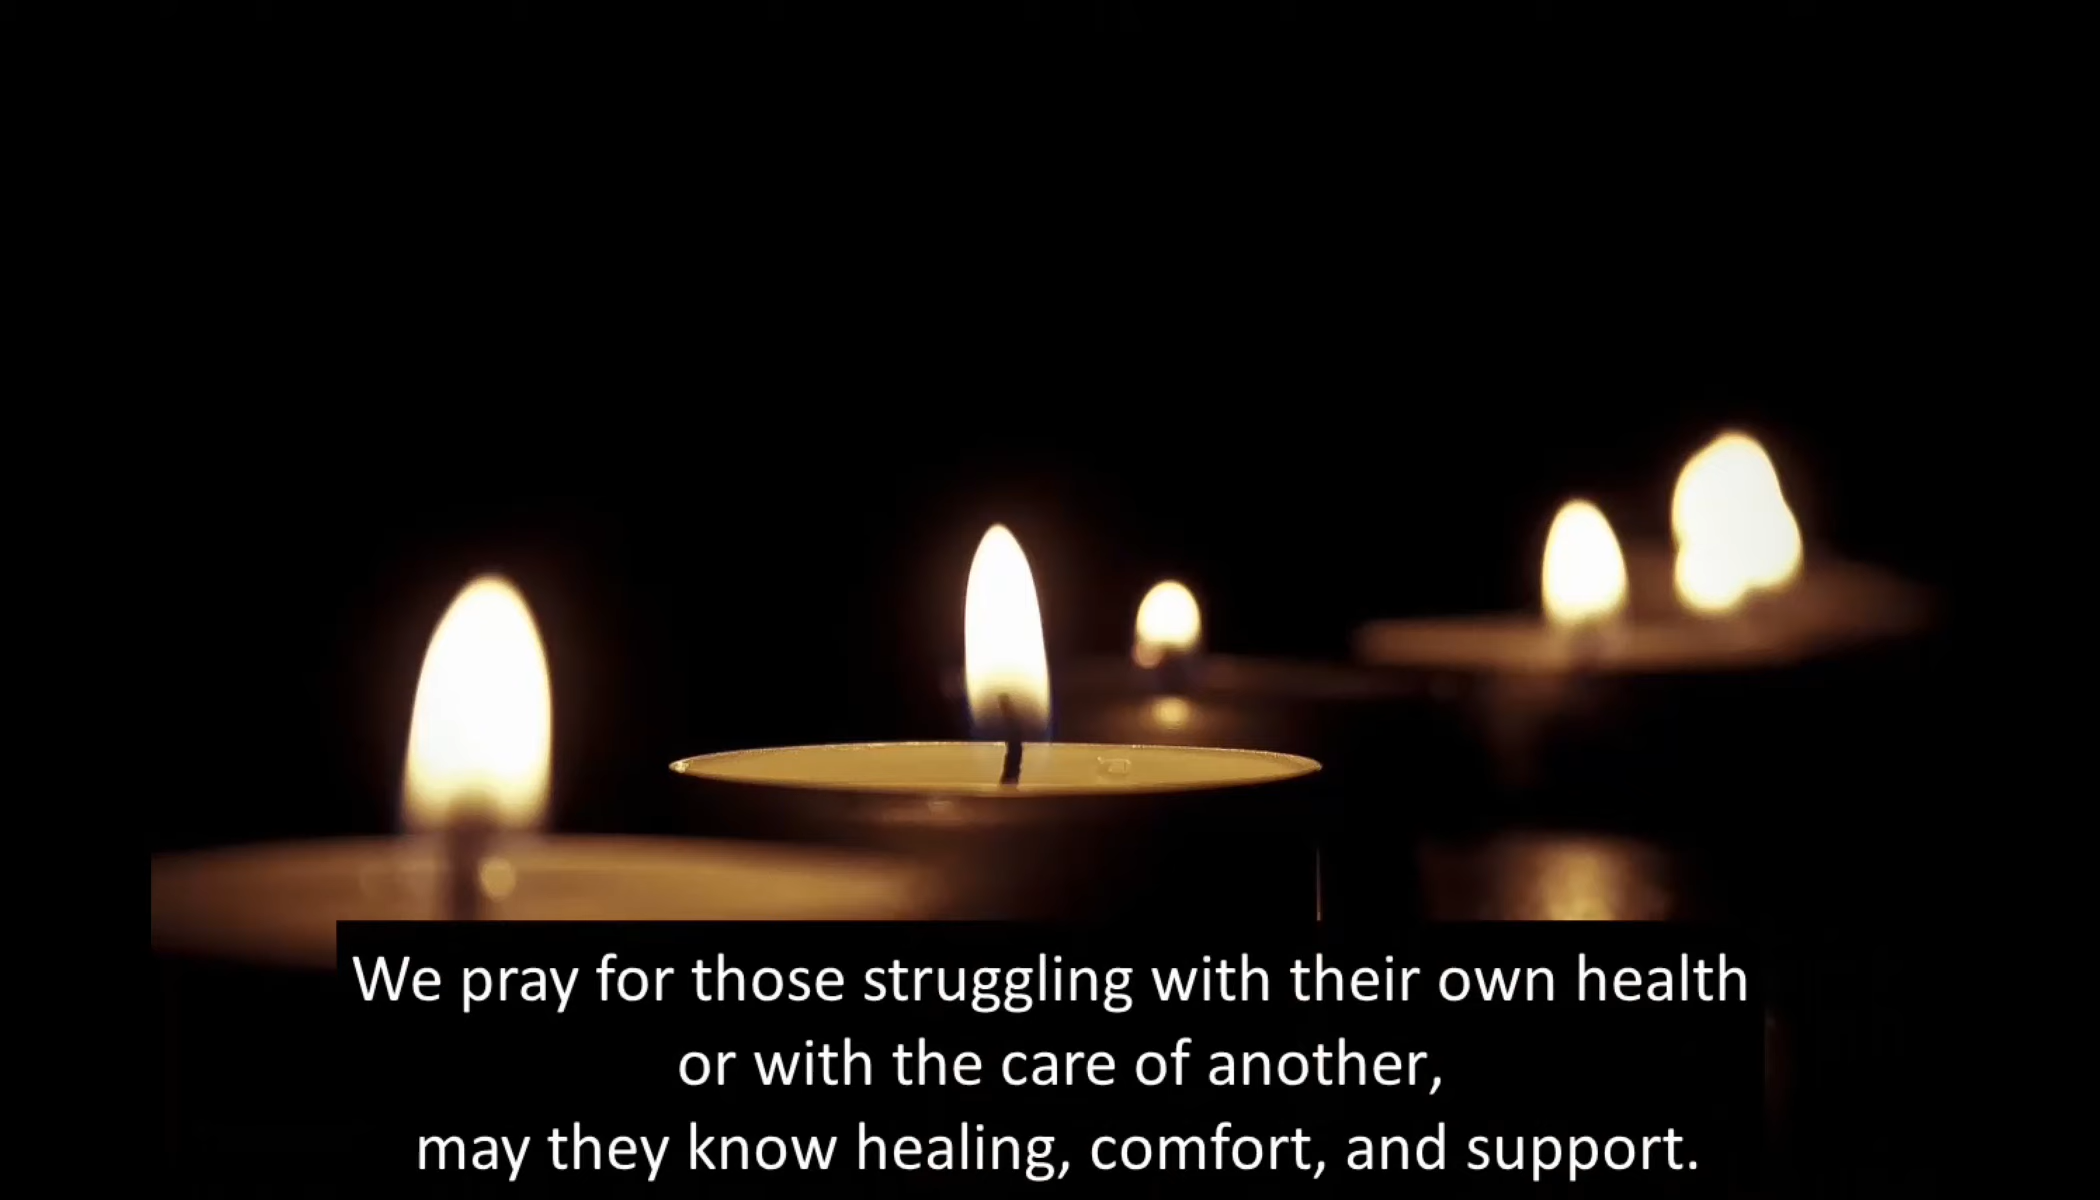 We pray for those struggling with their own health
or with the care of another,
may they know healing, comfort, and support.